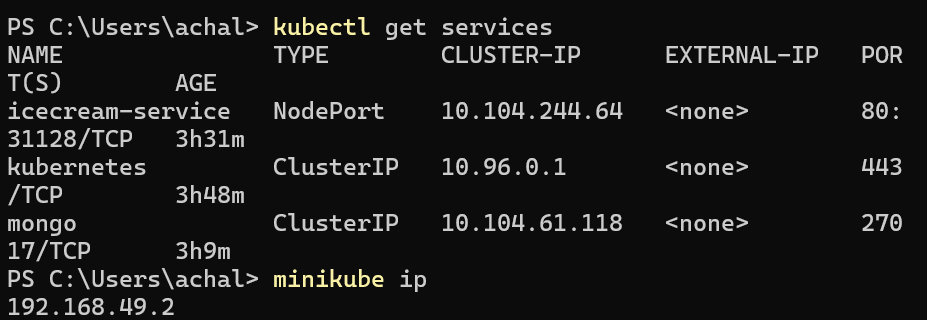 PS C:\Users\achal> kubectl get services
NAME               TYPE        CLUSTER-IP      EXTERNAL-IP   POR
T(S)        AGE
icecream-service   NodePort    10.104.244.64   <none>        80:
31128/TCP   3h31m
kubernetes         ClusterIP   10.96.0.1       <none>        443
/TCP        3h48m
mongo              ClusterIP   10.104.61.118   <none>        270
17/TCP      3h9m
PS C:\Users\achal> minikube ip
192.168.49.2